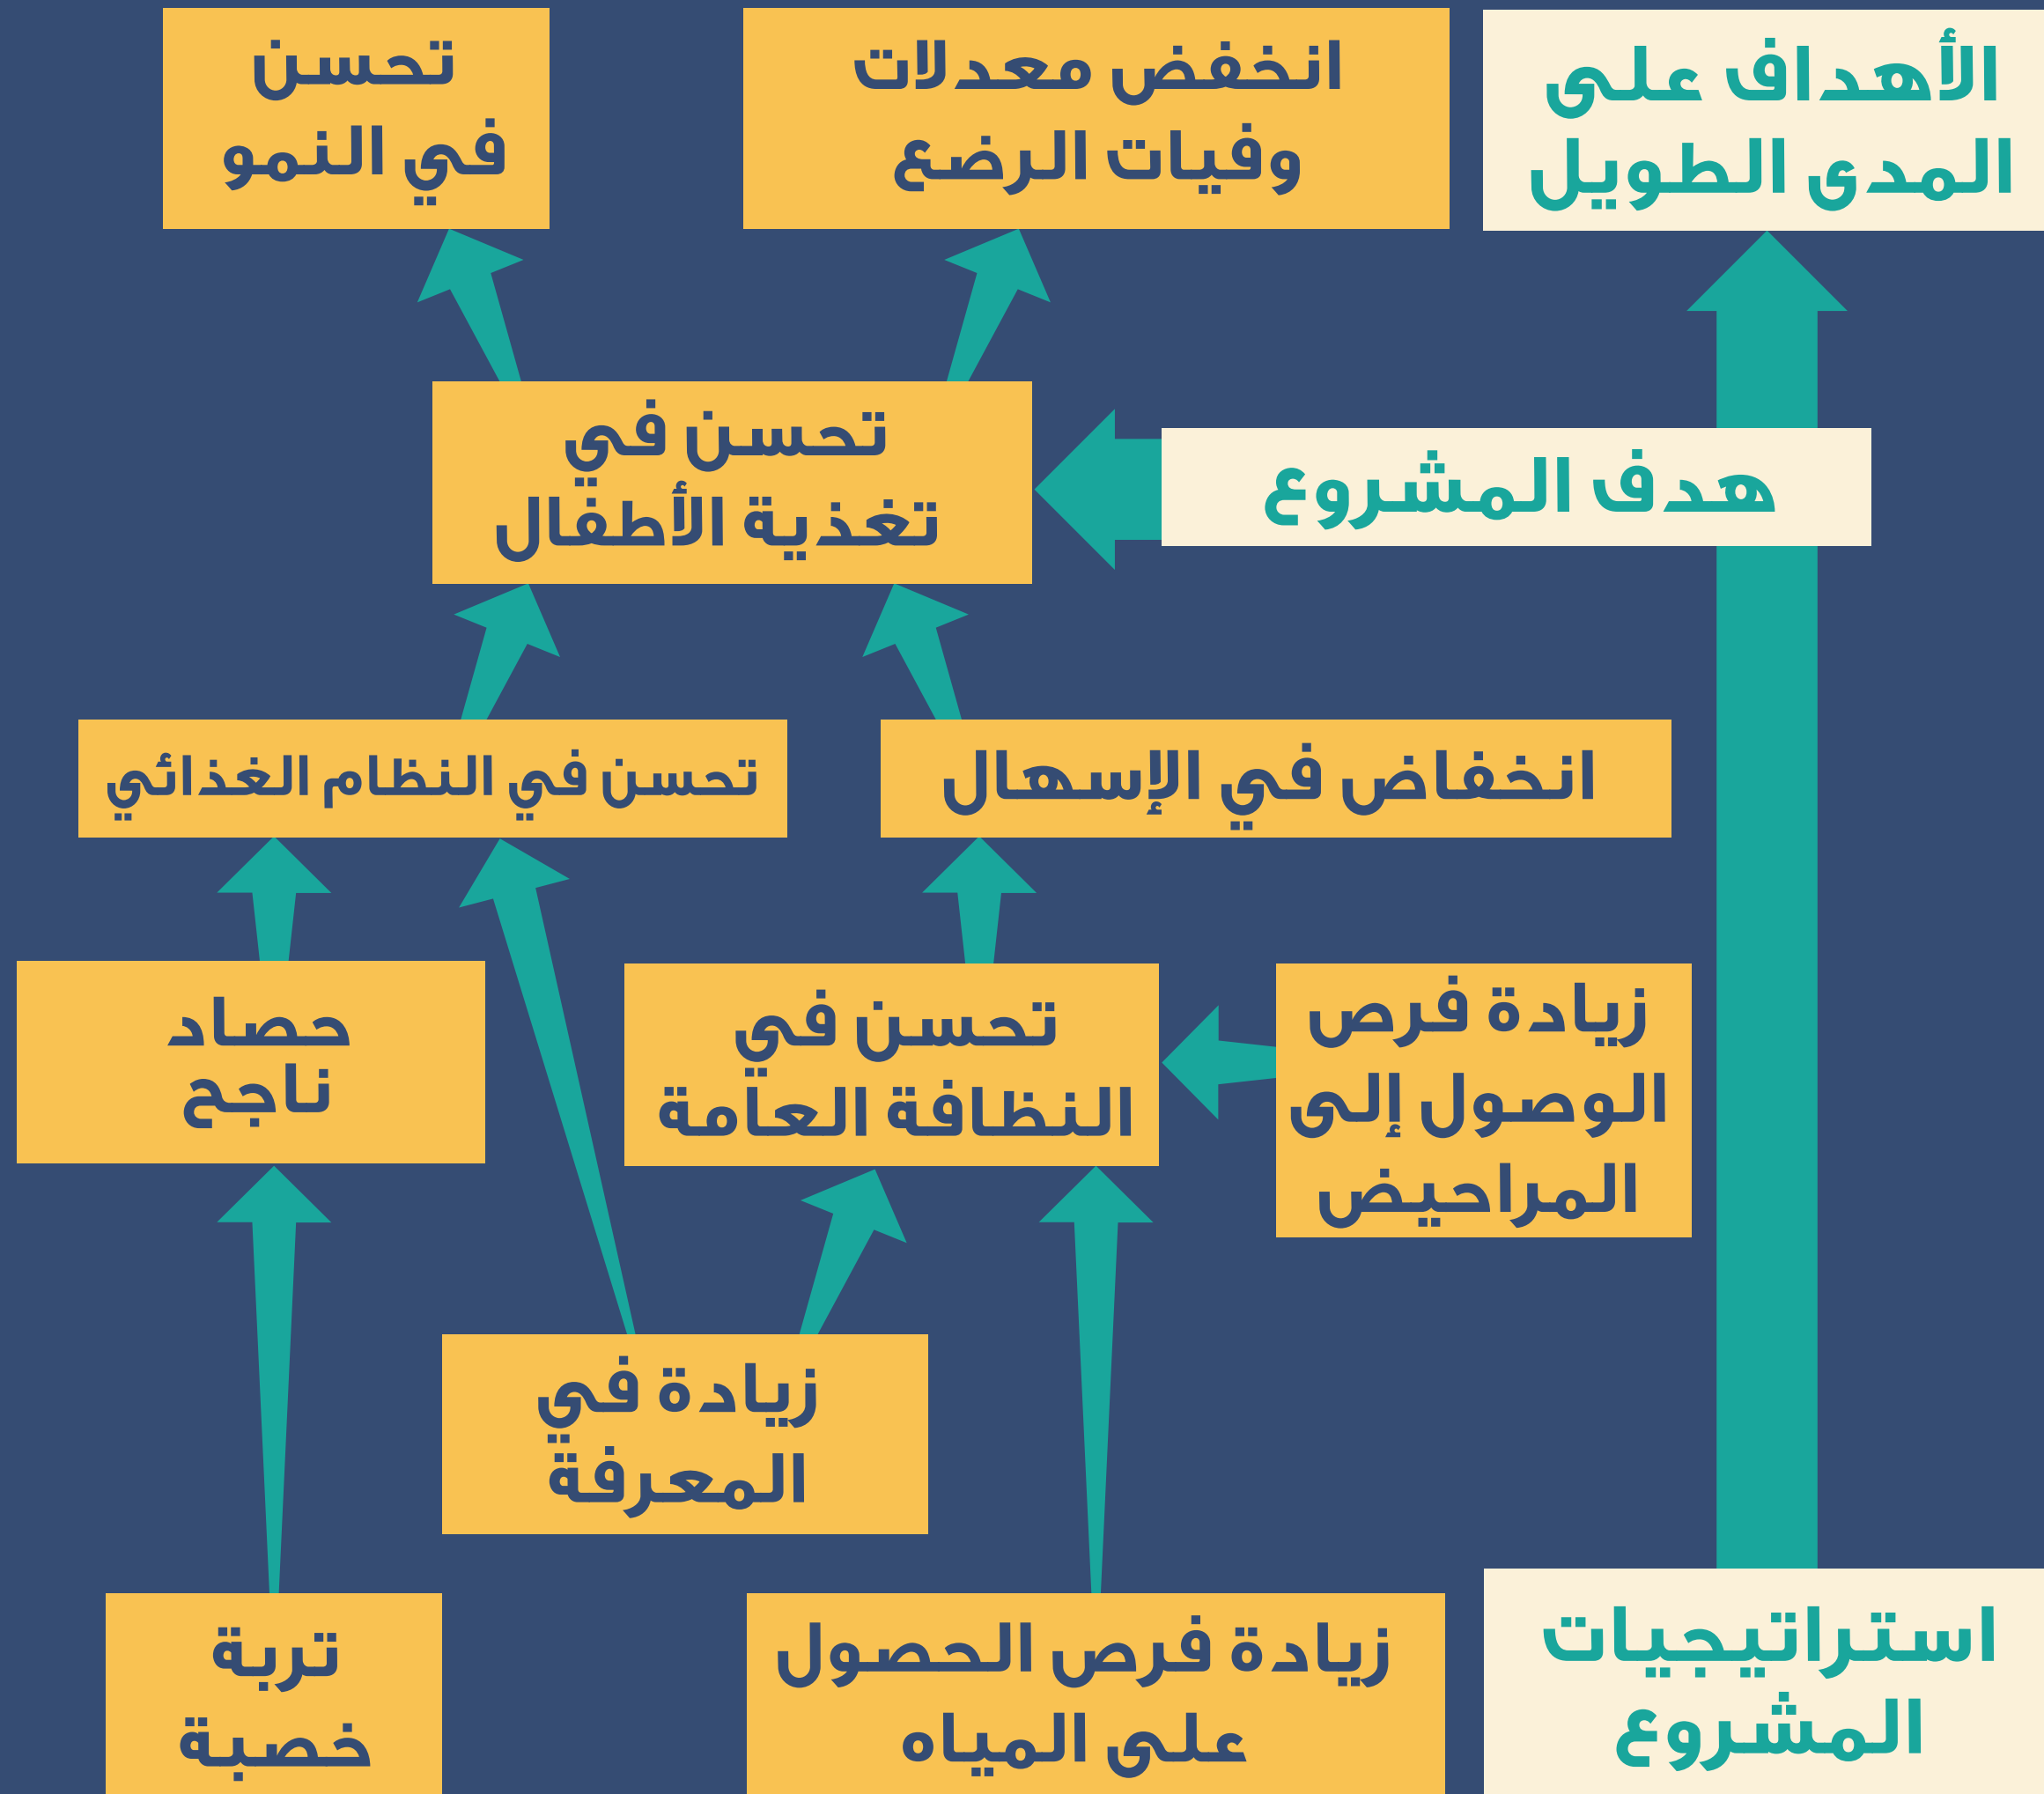 الأهداف على
المدى الطويل
انخفض معدلات
وفيات الرضع
تحسن
في النمو
هدف المشروع
تحسن في
تغذية الأطفال
انخفاض في الإسهال
تحسن في النظام الغذائي
زيادة فرص
الوصول إلى
المراحيض
تحسن في
النظافة العامة
حصاد
ناجح
زيادة في
المعرفة
استراتيجيات
المشروع
زيادة فرص الحصول
على المياه
تربة
خصبة